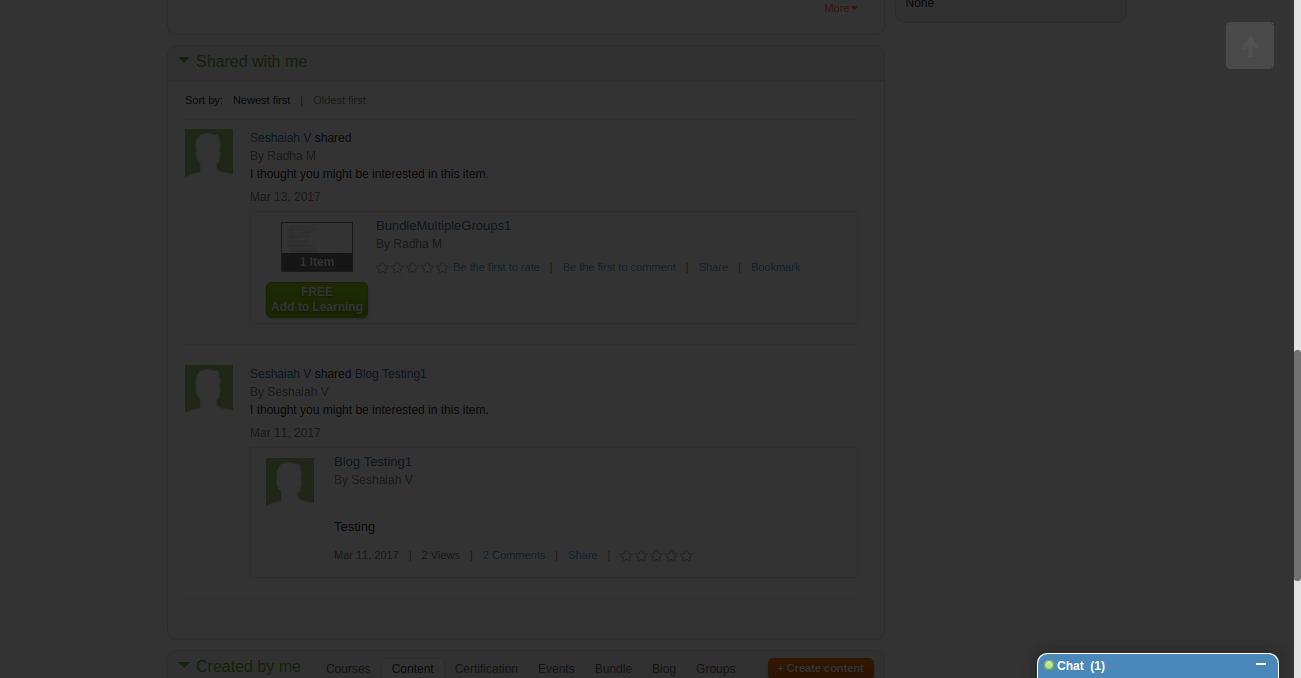 More
None
Shared with me
Sort by: Newest first | Oldest first
Seshaiah V shared
By Radha M
I thought you might be interested in this item.
Mar 13, 2017
BundleMultipleGroups1
By Radha M
1 Item
Be the first to rate | Be the first to comment | Share | Bookmark
FREE
Add to Learning
Seshaiah V shared Blog Testing1
By Seshaiah V
I thought you might be interested in this item.
Mar 11, 2017
Blog Testing1
By Seshaiah V
Testing
Mar 11, 2017 | 2 Views | 2 Comments | Share |
Created by me Courses Content Certification Events Bundle Blog Groups + Create content
Chat (1)